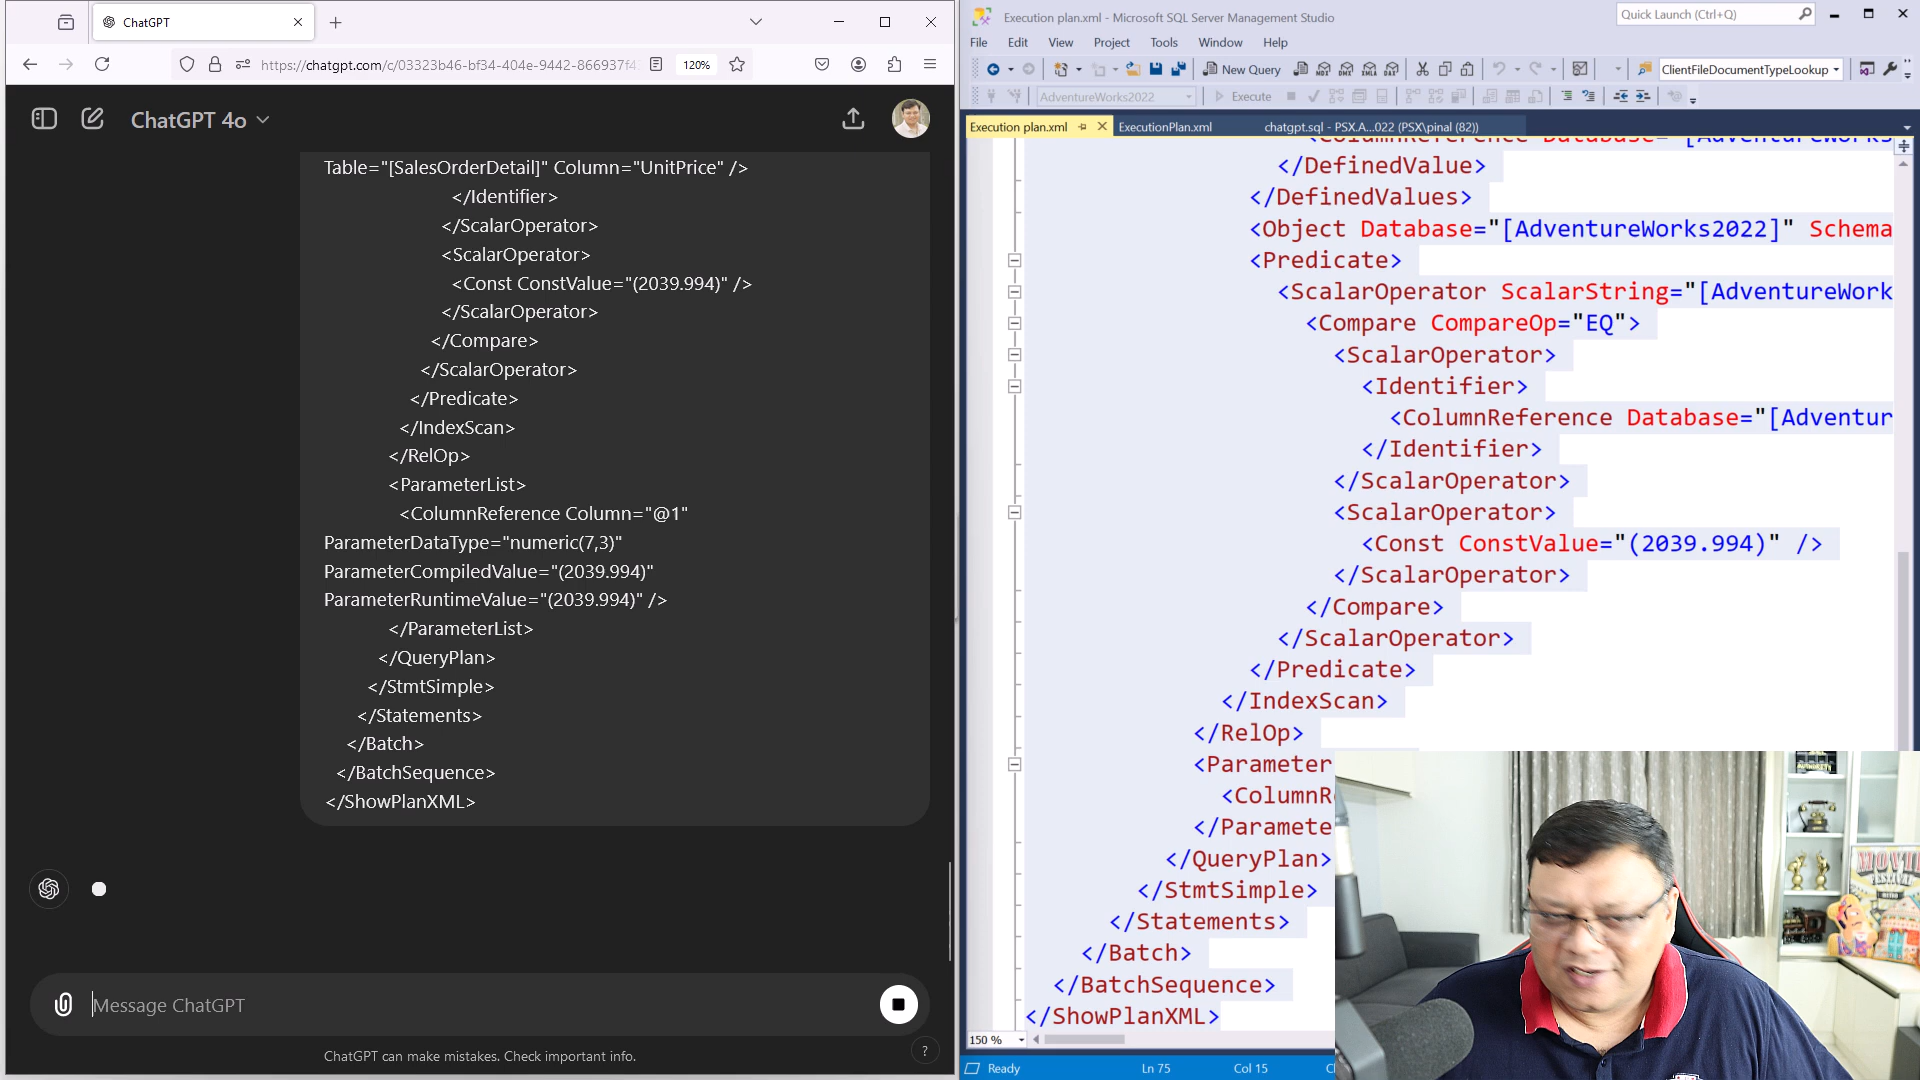 ChatGPT
https://chatgpt.com/c/03323b46-bf34-404e-9442-866937f4
120%
ChatGPT 4o
Table="[SalesOrderDetail]" Column="UnitPrice" />
</Identifier>
</ScalarOperator>
<ScalarOperator>
<Const ConstValue="(2039.994)" />
</ScalarOperator>
</Compare>
</ScalarOperator>
</Predicate>
</IndexScan>
</RelOp>
<ParameterList>
<ColumnReference Column="@1"
ParameterDataType="numeric(7,3)"
ParameterCompiledValue="(2039.994)"
ParameterRuntimeValue="(2039.994)" />
</ParameterList>
</QueryPlan>
</StmtSimple>
</Statements>
</Batch>
</BatchSequence>
</ShowPlanXML>
Message ChatGPT
ChatGPT can make mistakes. Check important info.
?
Execution plan.xml - Microsoft SQL Server Management Studio
Quick Launch (Ctrl+Q)
File Edit View Project Tools Window Help
New Query
ClientFileDocumentTypeLookup
AdventureWorks2022
Execute
Execution plan.xml
ExecutionPlan.xml
chatgpt.sql - PSX.A...022 (PSX\pinal (82))
<ColumnReference Database="[AdventureWorks
</DefinedValue>
</DefinedValues>
<Object Database="[AdventureWorks2022]" Schema
<Predicate>
<ScalarOperator ScalarString="[AdventureWork
<Compare CompareOp="EQ">
<ScalarOperator>
<Identifier>
<ColumnReference Database="[Adventur
</Identifier>
</ScalarOperator>
<ScalarOperator>
<Const ConstValue="(2039.994)" />
</ScalarOperator>
</Compare>
</ScalarOperator>
</Predicate>
</IndexScan>
</RelOp>
<Parameter
<ColumnR
</Paramete
</QueryPlan>
</StmtSimple>
</Statements>
</Batch>
</BatchSequence>
</ShowPlanXML>
150 %
Ready
Ln 75
Col 15